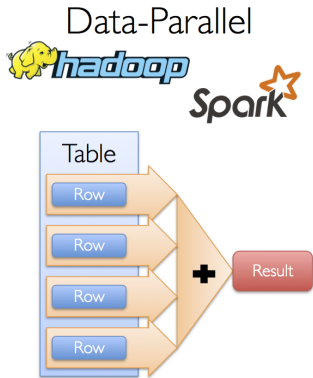 Data-Parallel
hadoop
Spark
Table
Row
Row
Row
Row
+
Result